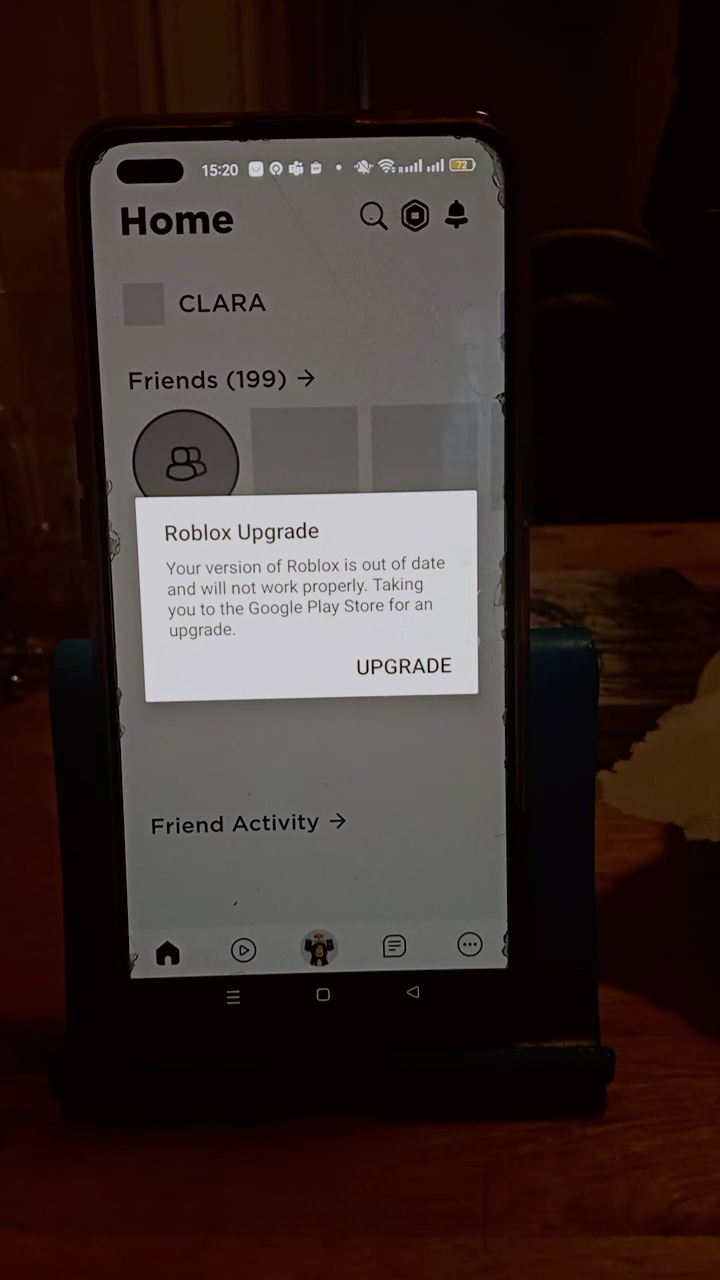 15:20
72
Home
CLARA
Friends (199) →
Roblox Upgrade
Your version of Roblox is out of date
and will not work properly. Taking
you to the Google Play Store for an
upgrade.
UPGRADE
Friend Activity →